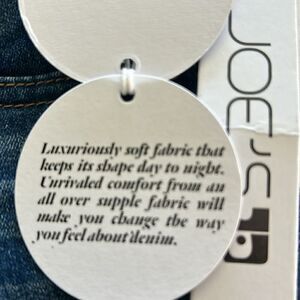 Luxuriously soft fabric that
keeps its shape day to night.
Unrivaled comfort from an
all over supple fabric will
make you change the way
you feel about denim.
JOE'S